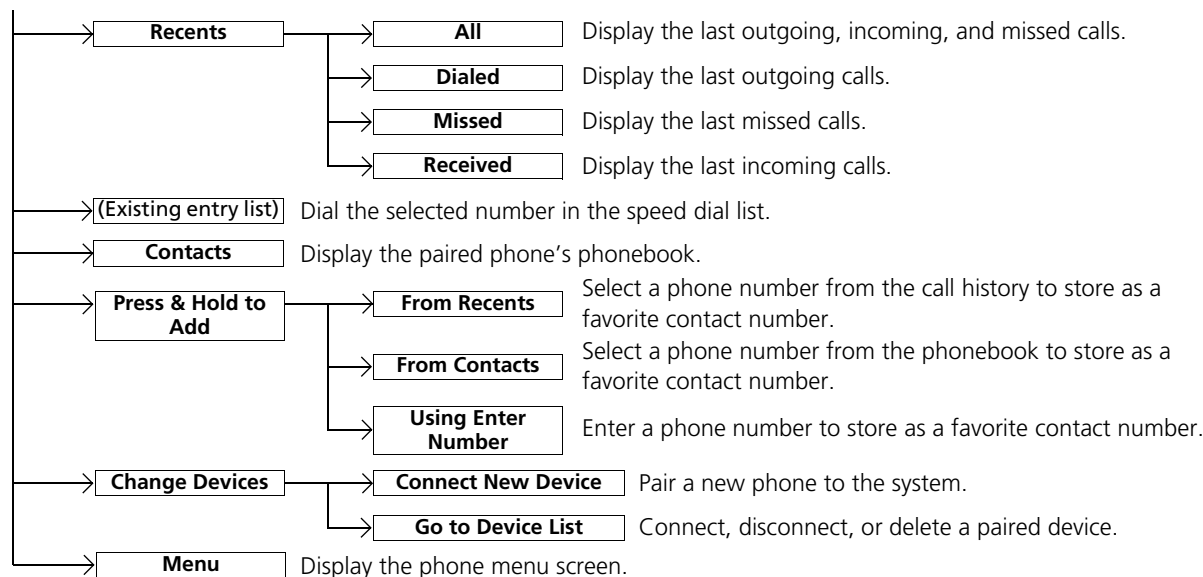 Recents
All
Display the last outgoing, incoming, and missed calls.
Dialed
Display the last outgoing calls.
Missed
Display the last missed calls.
Received
Display the last incoming calls.
(Existing entry list)
Dial the selected number in the speed dial list.
Contacts
Display the paired phone’s phonebook.
Press & Hold to
Add
From Recents
Select a phone number from the call history to store as a
favorite contact number.
From Contacts
Select a phone number from the phonebook to store as a
favorite contact number.
Using Enter
Number
Enter a phone number to store as a favorite contact number.
Change Devices
Connect New Device
Pair a new phone to the system.
Go to Device List
Connect, disconnect, or delete a paired device.
Menu
Display the phone menu screen.